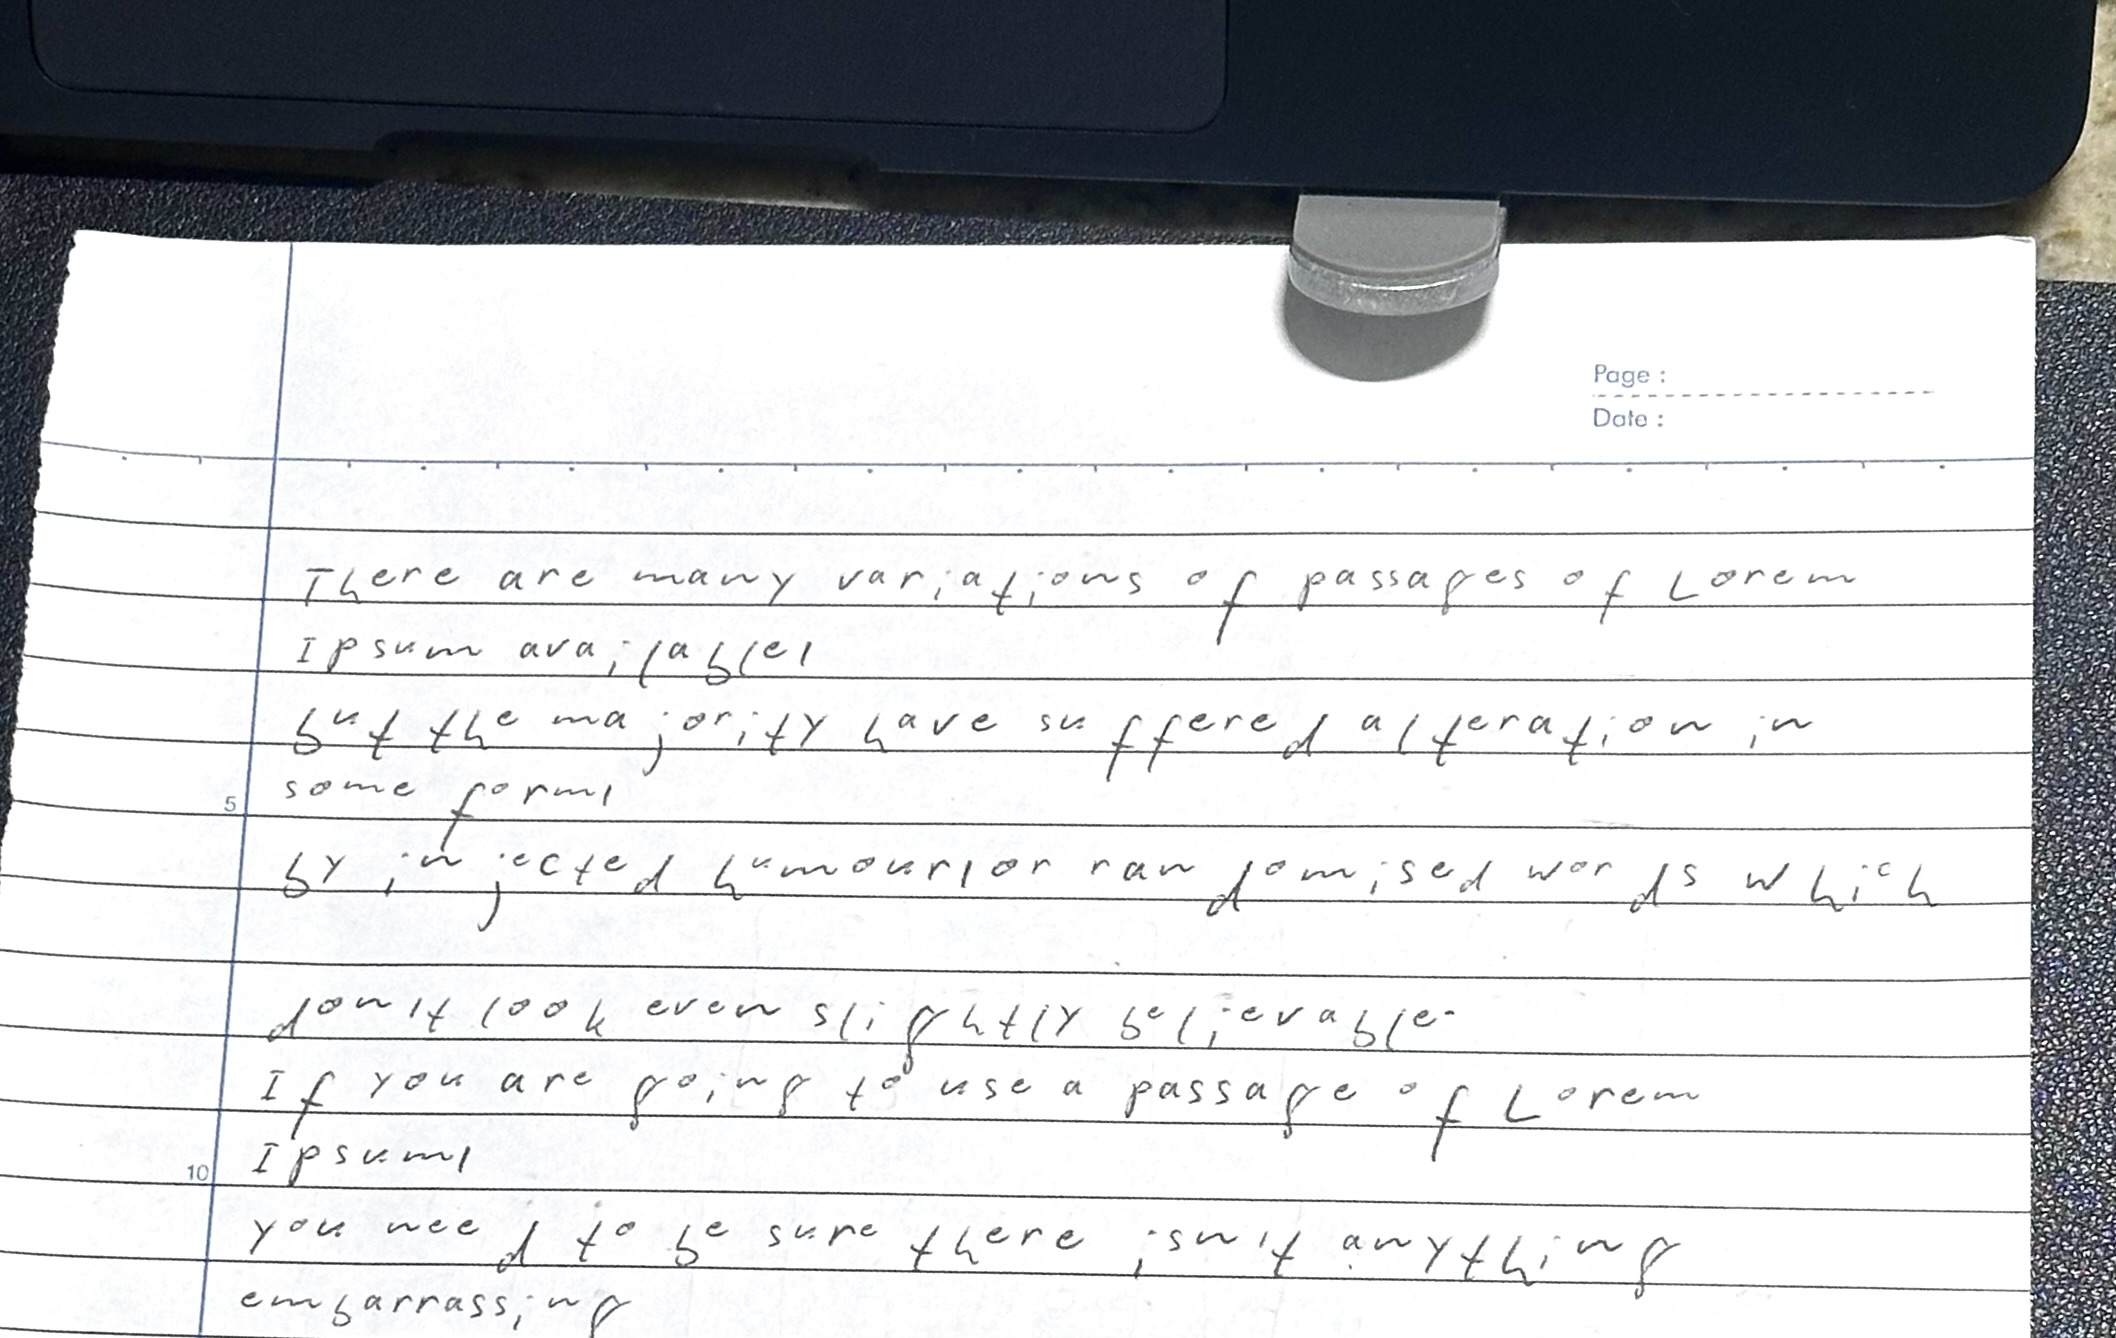 Page :
Date :
There are many variations of passages of Lorem
Ipsum available,
but the majority have suffered alteration in
some form,
5
by injected humour, or randomised words which
don't look even slightly believable.
If you are going to use a passage of Lorem
Ipsum,
10
you need to be sure there isn't anything
embarrassing